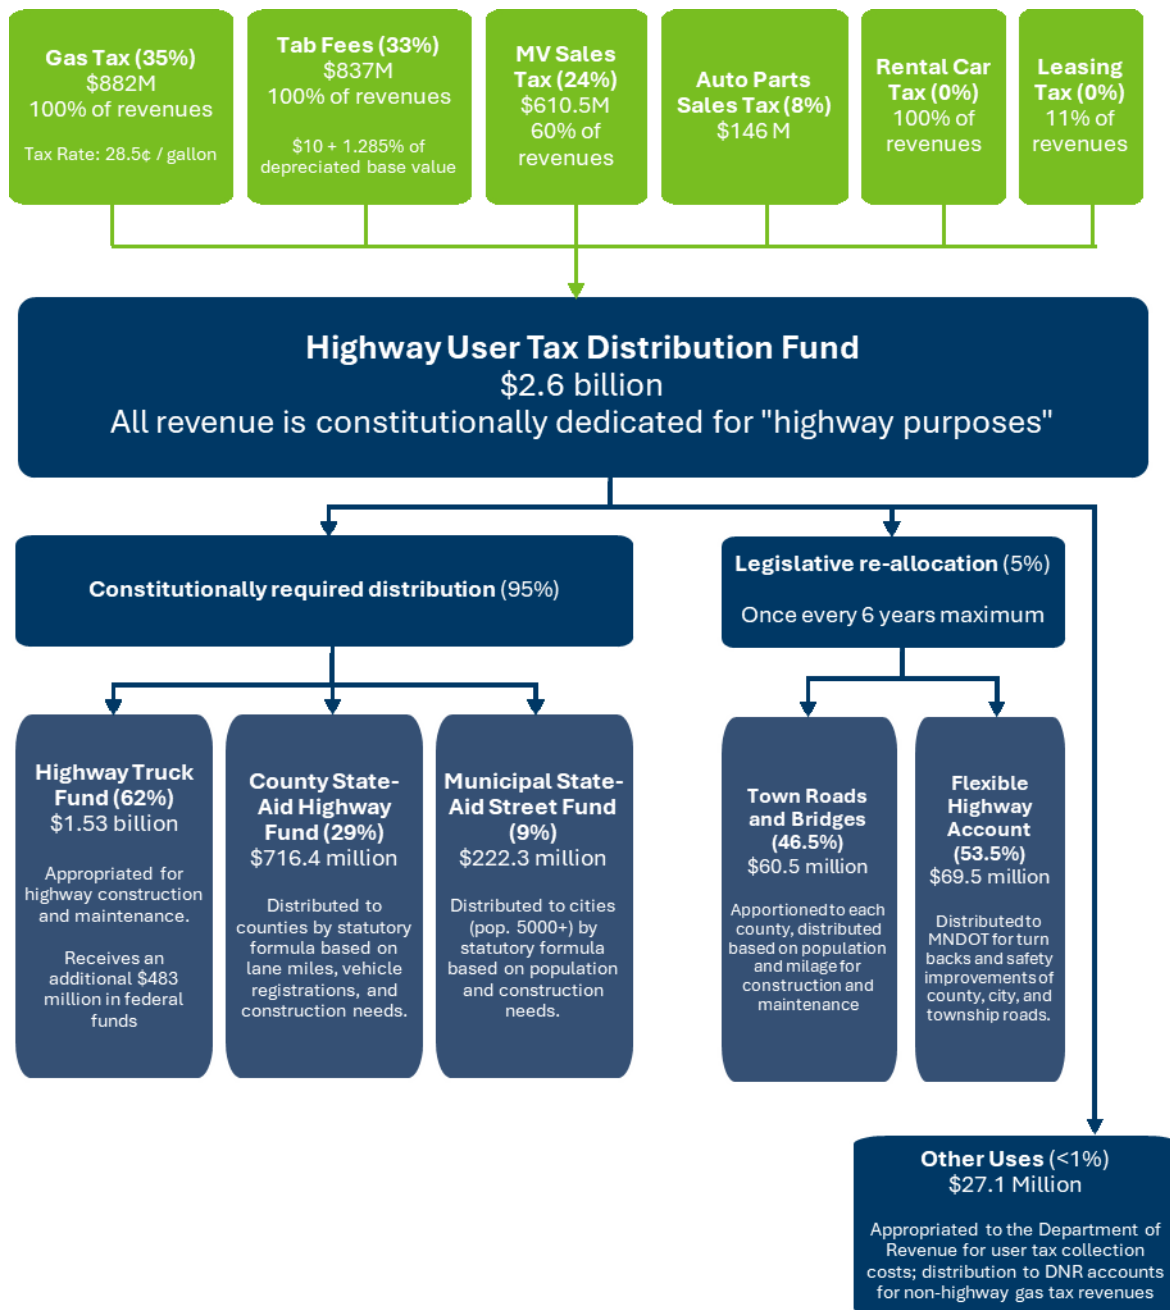 Gas Tax (35%)
$882M
100% of revenues
Tax Rate: 28.5¢ / gallon
Tab Fees (33%)
$837M
100% of revenues
$10 + 1.285% of
depreciated base value
MV Sales
Tax (24%)
$610.5M
60% of
revenues
Auto Parts
Sales Tax (8%)
$146 M
Rental Car
Tax (0%)
100% of
revenues
Leasing
Tax (0%)
11% of
revenues
Highway User Tax Distribution Fund
$2.6 billion
All revenue is constitutionally dedicated for "highway purposes"
Constitutionally required distribution (95%)
Legislative re-allocation (5%)
Once every 6 years maximum
Highway Truck
Fund (62%)
$1.53 billion
Appropriated for
highway construction
and maintenance.
Receives an
additional $483
million in federal
funds
County State-
Aid Highway
Fund (29%)
$716.4 million
Distributed to
counties by statutory
formula based on
lane miles, vehicle
registrations, and
construction needs.
Municipal State-
Aid Street Fund
(9%)
$222.3 million
Distributed to cities
(pop. 5000+) by
statutory formula
based on population
and construction
needs.
Town Roads
and Bridges
(46.5%)
$60.5 million
Apportioned to each
county, distributed
based on population
and milage for
construction and
maintenance
Flexible
Highway
Account
(53.5%)
$69.5 million
Distributed to
MNDOT for turn
backs and safety
improvements of
county, city, and
township roads.
Other Uses (<1%)
$27.1 Million
Appropriated to the Department of
Revenue for user tax collection
costs; distribution to DNR accounts
for non-highway gas tax revenues